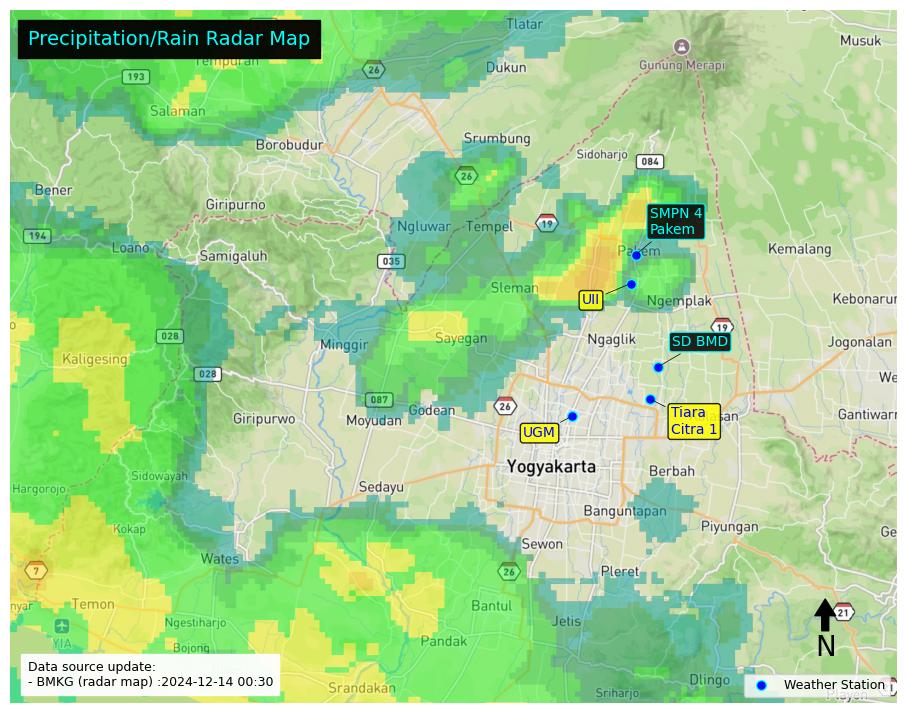 Precipitation/Rain Radar Map
Tlatar
Musuk
Tempuran
26
Dukun
Gunung Merapi
193
Salaman
Srumbung
Borobudur
Sidoharjo
084
26
Bener
Giripurno
Ngluwar
Tempel
19
SMPN 4
Pakem
194
Loano
Samigaluh
035
Pakem
Kemalang
Sleman
UII
Ngemplak
Kebonarum
028
Minggir
Sayegan
Ngaglik
19
SD BMD
Jogonalan
Kaligesing
028
087
Giripurwo
Moyudan
Godean
26
Tiara
Citra 1
Gantiwarn
UGM
Yogyakarta
Berbah
Sidowayah
Hargorojo
Sedayu
Banguntapan
Piyungan
Kokap
Wates
Sewon
7
26
Pleret
Temon
Bantul
21
Ngestiharjo
Jetis
YIA
Bojong
Pandak
N
Data source update:
- BMKG (radar map) :2024-12-14 00:30
Srandakan
Sriharjo
Dlingo
Weather Station
Playen